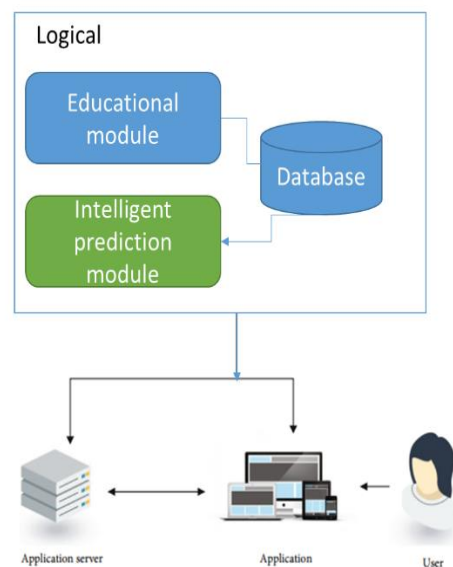 Logical
Educational
module
Database
Intelligent
prediction
module
Application server
Application
User